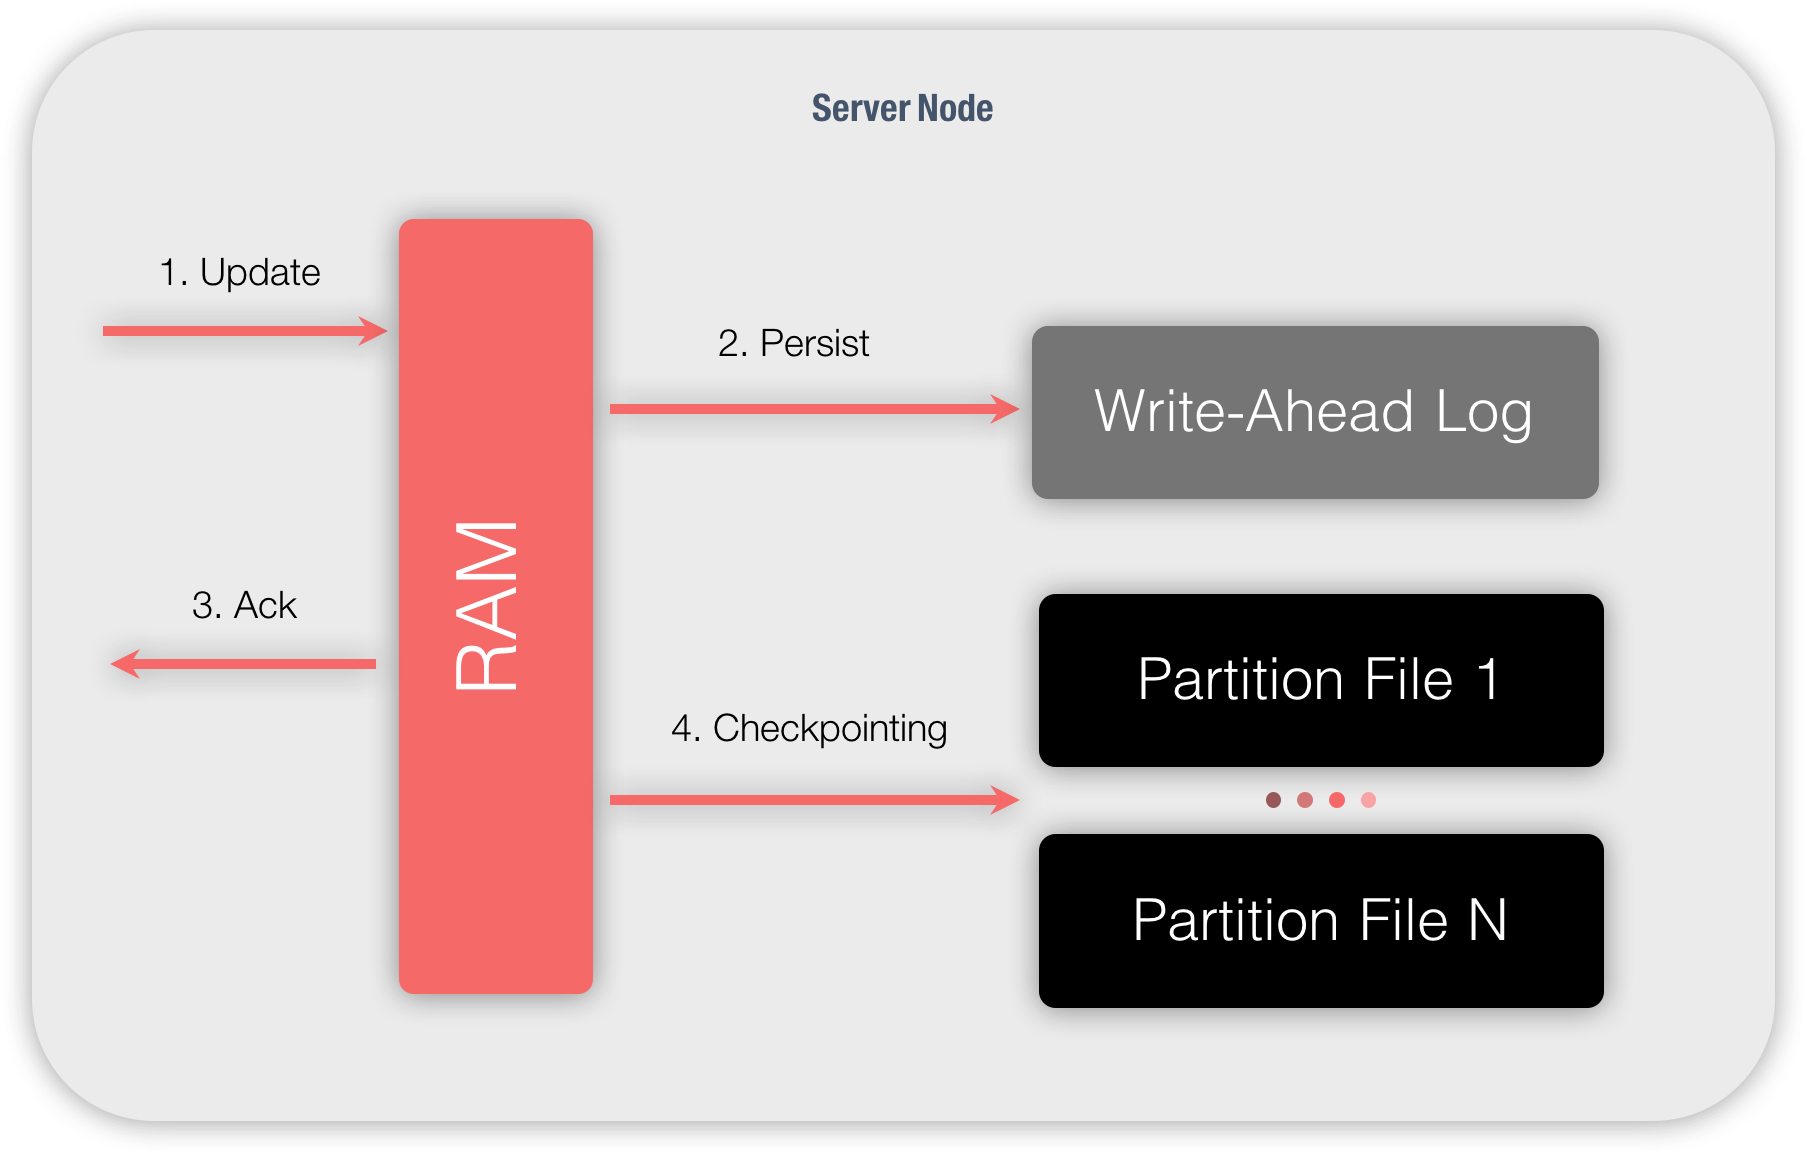 Server Node
1. Update
2. Persist
Write-Ahead Log
RAM
3. Ack
Partition File 1
4. Checkpointing
Partition File N